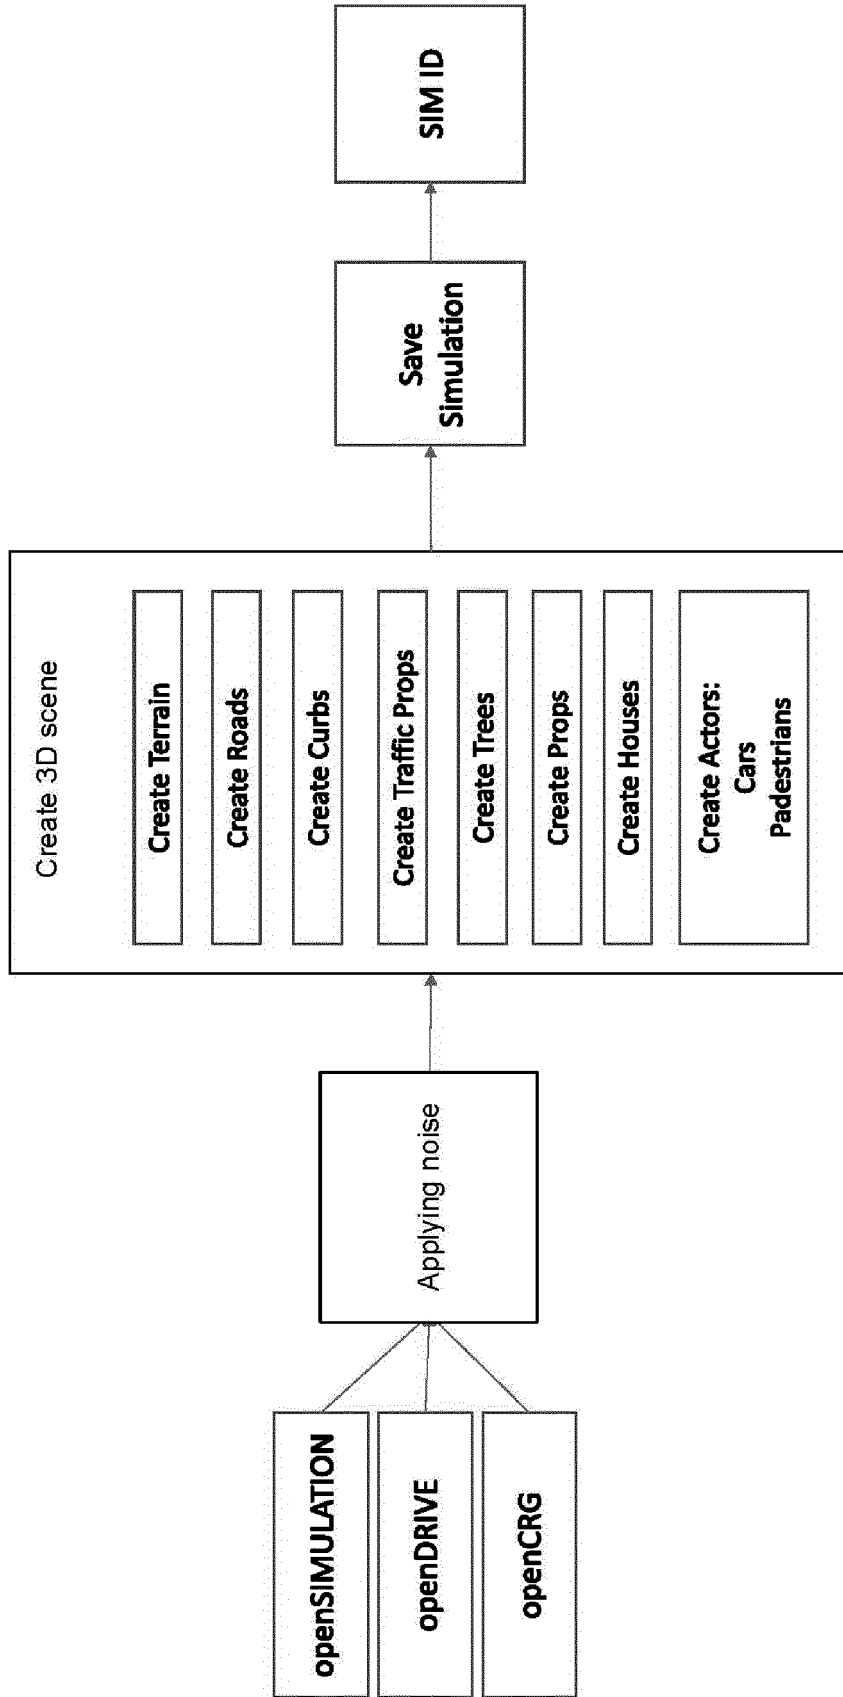 openSIMULATION
openDRIVE
openCRG
Applying noise
Create 3D scene
Create Terrain
Create Roads
Create Curbs
Create Traffic Props
Create Trees
Create Props
Create Houses
Create Actors:
Cars
Padestrians
Save
Simulation
SIM ID